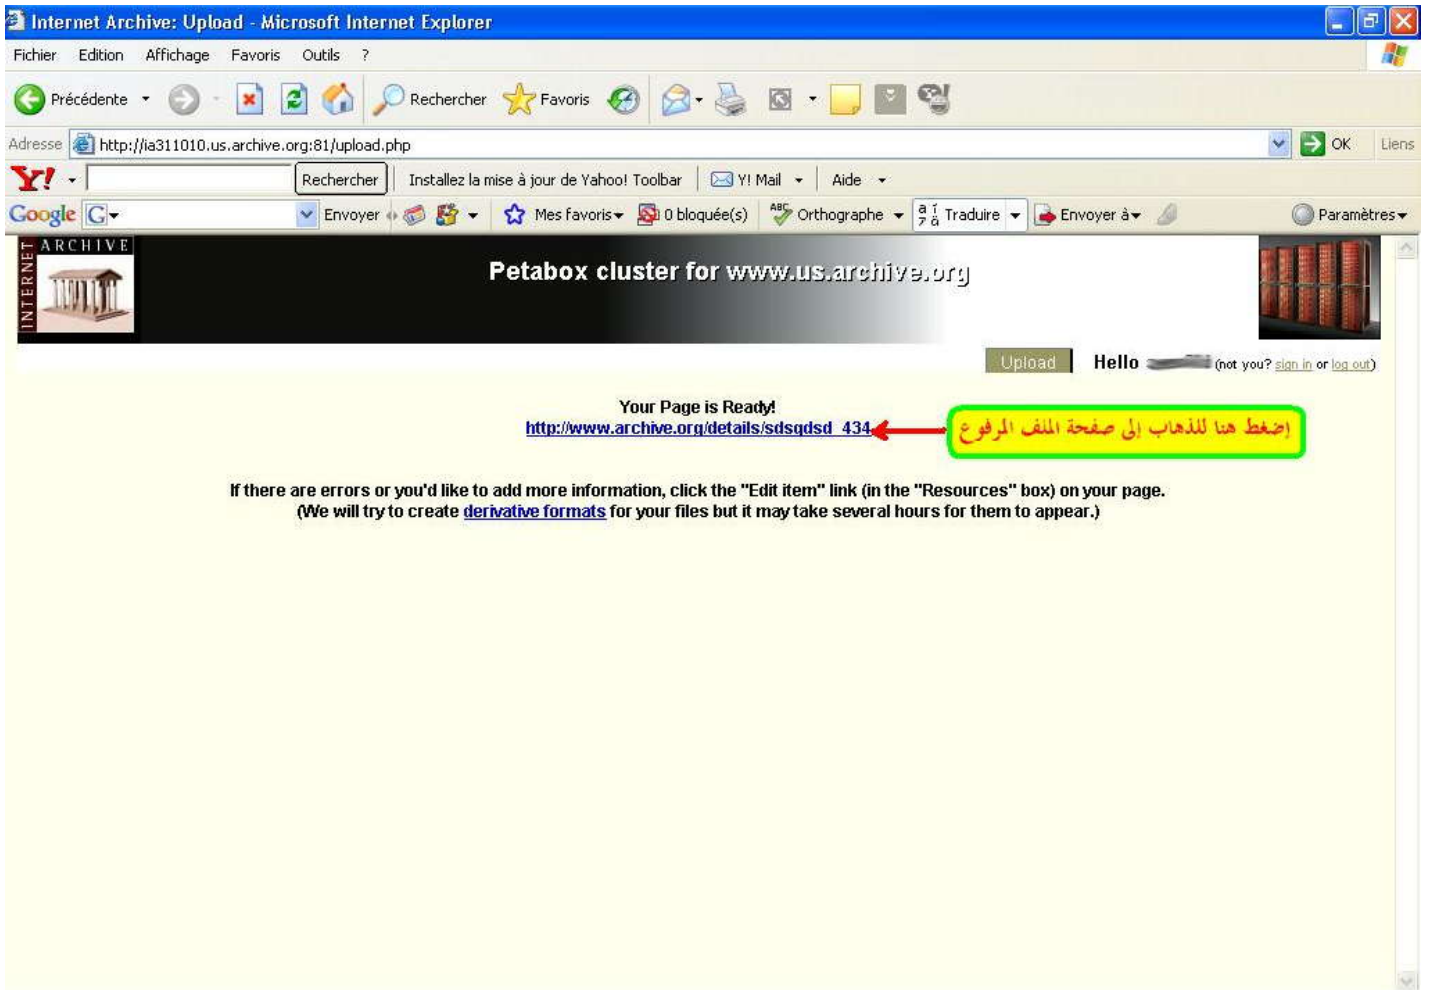 Internet Archive: Upload - Microsoft Internet Explorer
Fichier Edition Affichage Favoris Outils ?
Précédente Rechercher Favoris
Adresse http://ia311010.us.archive.org:81/upload.php OK Liens
Y! Rechercher Installez la mise à jour de Yahoo! Toolbar Y! Mail Aide
Google G Envoyer Mes favoris 0 bloquée(s) ABC Orthographe Traduire Envoyer à Paramètres
INTERNET ARCHIVE
Petabox cluster for www.us.archive.org
Upload Hello (not you? sign in or log out)
Your Page is Ready!
http://www.archive.org/details/sdsqdsd_434
إضغط هنا للذهاب إلى صفحة الملف المرفوع
If there are errors or you'd like to add more information, click the "Edit item" link (in the "Resources" box) on your page.
(We will try to create derivative formats for your files but it may take several hours for them to appear.)